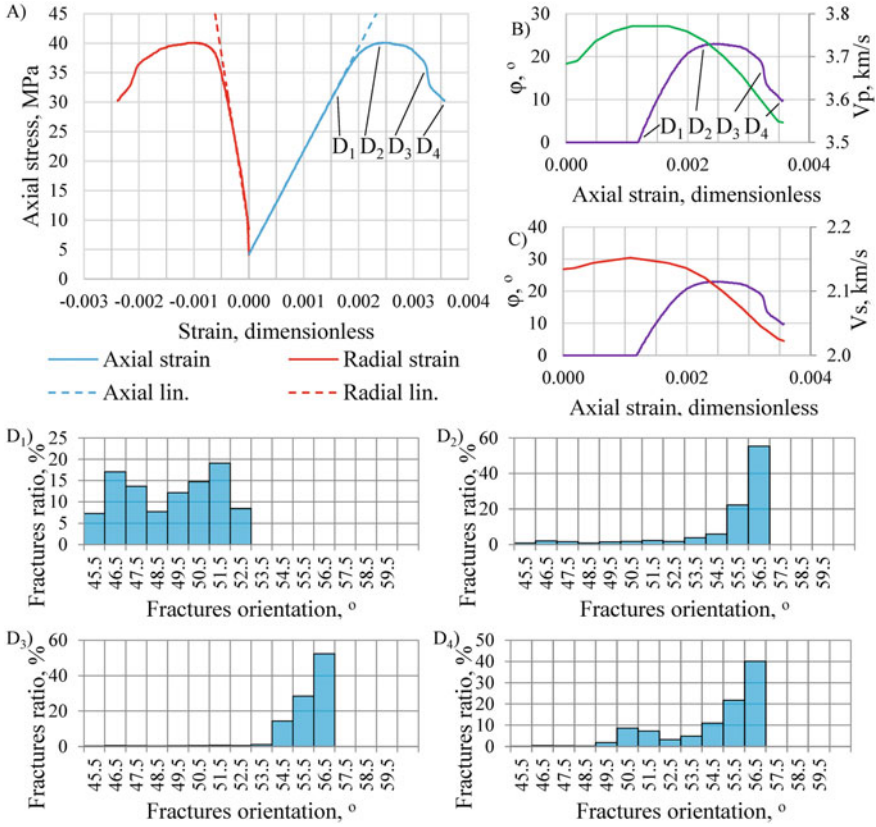 A)
45
40
35
30
25
20
15
10
5
0
Axial stress, MPa
D₁ D₂ D₃ D₄
-0.003 -0.002 -0.001 0.000 0.001 0.002 0.003 0.004
Strain, dimensionless
Axial strain
Radial strain
Axial lin.
Radial lin.
B)
30
20
10
0
φ, °
3.8
3.7
3.6
3.5
Vp, km/s
D₁ D₂ D₃ D₄
0.000 0.002 0.004
Axial strain, dimensionless
C)
40
30
20
10
0
φ, °
2.2
2.1
2.0
Vs, km/s
0.000 0.002 0.004
Axial strain, dimensionless
D₁)
25
20
15
10
5
0
Fractures ratio, %
45.5 46.5 47.5 48.5 49.5 50.5 51.5 52.5 53.5 54.5 55.5 56.5 57.5 58.5 59.5
Fractures orientation, °
D₂)
60
40
20
0
Fractures ratio, %
45.5 46.5 47.5 48.5 49.5 50.5 51.5 52.5 53.5 54.5 55.5 56.5 57.5 58.5 59.5
Fractures orientation, °
D₃)
60
40
20
0
Fractures ratio, %
45.5 46.5 47.5 48.5 49.5 50.5 51.5 52.5 53.5 54.5 55.5 56.5 57.5 58.5 59.5
Fractures orientation, °
D₄)
50
40
30
20
10
0
Fractures ratio, %
45.5 46.5 47.5 48.5 49.5 50.5 51.5 52.5 53.5 54.5 55.5 56.5 57.5 58.5 59.5
Fractures orientation, °